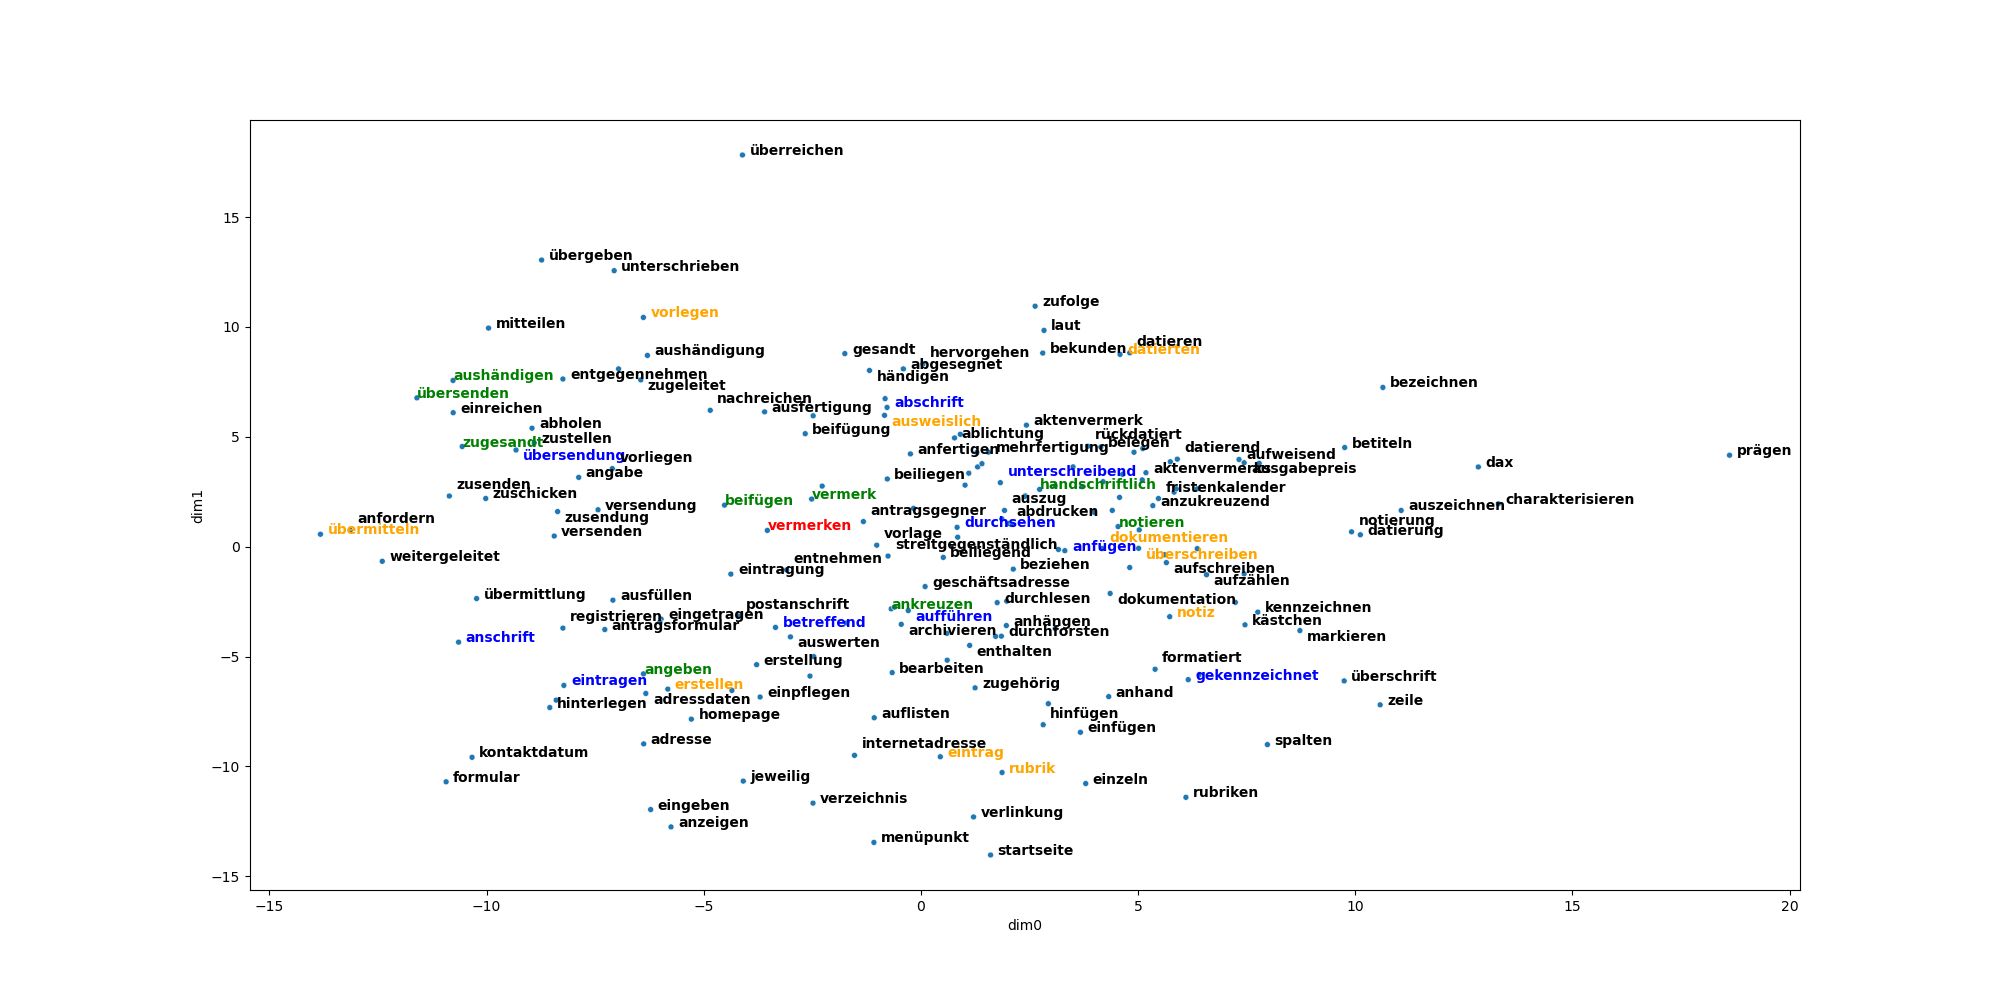 überreichen
15
übergeben
unterschrieben
zufolge
vorlegen
mitteilen
laut
10
datieren
bekunden
datierten
gesandt
hervorgehen
aushändigung
abgesegnet
aushändigen
entgegennehmen
händigen
zugeleitet
bezeichnen
übersenden
nachreichen
abschrift
einreichen
ausfertigung
ausweislich
aktenvermerk
abholen
beifügung
ablichtung
rückdatiert
zustellen
zugesandt
5
belegen
betiteln
anfertigen
mehrfertigung
datierend
prägen
übersendung
vorliegen
aufweisend
dax
angabe
beiliegen
unterschreibend
aktenvermerks
ausgabepreis
zusenden
zuschicken
handschriftlich
fristenkalender
vermerk
beifügen
versendung
auszug
anzukreuzend
auszeichnen
charakterisieren
anfordern
zusendung
antragsgegner
abdrucken
notierung
übermitteln
versenden
vermerken
vorlage
durchsehen
notieren
datierung
dokumentieren
dim1
0
streitgegenständlich
anfügen
weitergeleitet
entnehmen
beiliegend
überschreiben
eintragung
beziehen
aufschreiben
geschäftsadresse
aufzählen
übermittlung
ausfüllen
postanschrift
ankreuzen
durchlesen
dokumentation
kennzeichnen
registrieren
eingetragen
aufführen
notiz
antragsformular
betreffend
anhängen
kästchen
anschrift
archivieren
durchforsten
markieren
auswerten
enthalten
−5
erstellung
formatiert
angeben
bearbeiten
eintragen
erstellen
zugehörig
gekennzeichnet
überschrift
hinterlegen
adressdaten
einpflegen
anhand
zeile
homepage
auflisten
hinfügen
einfügen
adresse
internetadresse
spalten
kontaktdatum
eintrag
rubrik
−10
formular
jeweilig
einzeln
eingeben
verzeichnis
rubriken
anzeigen
verlinkung
menüpunkt
startseite
−15
−15 −10 −5 0 5 10 15 20
dim0